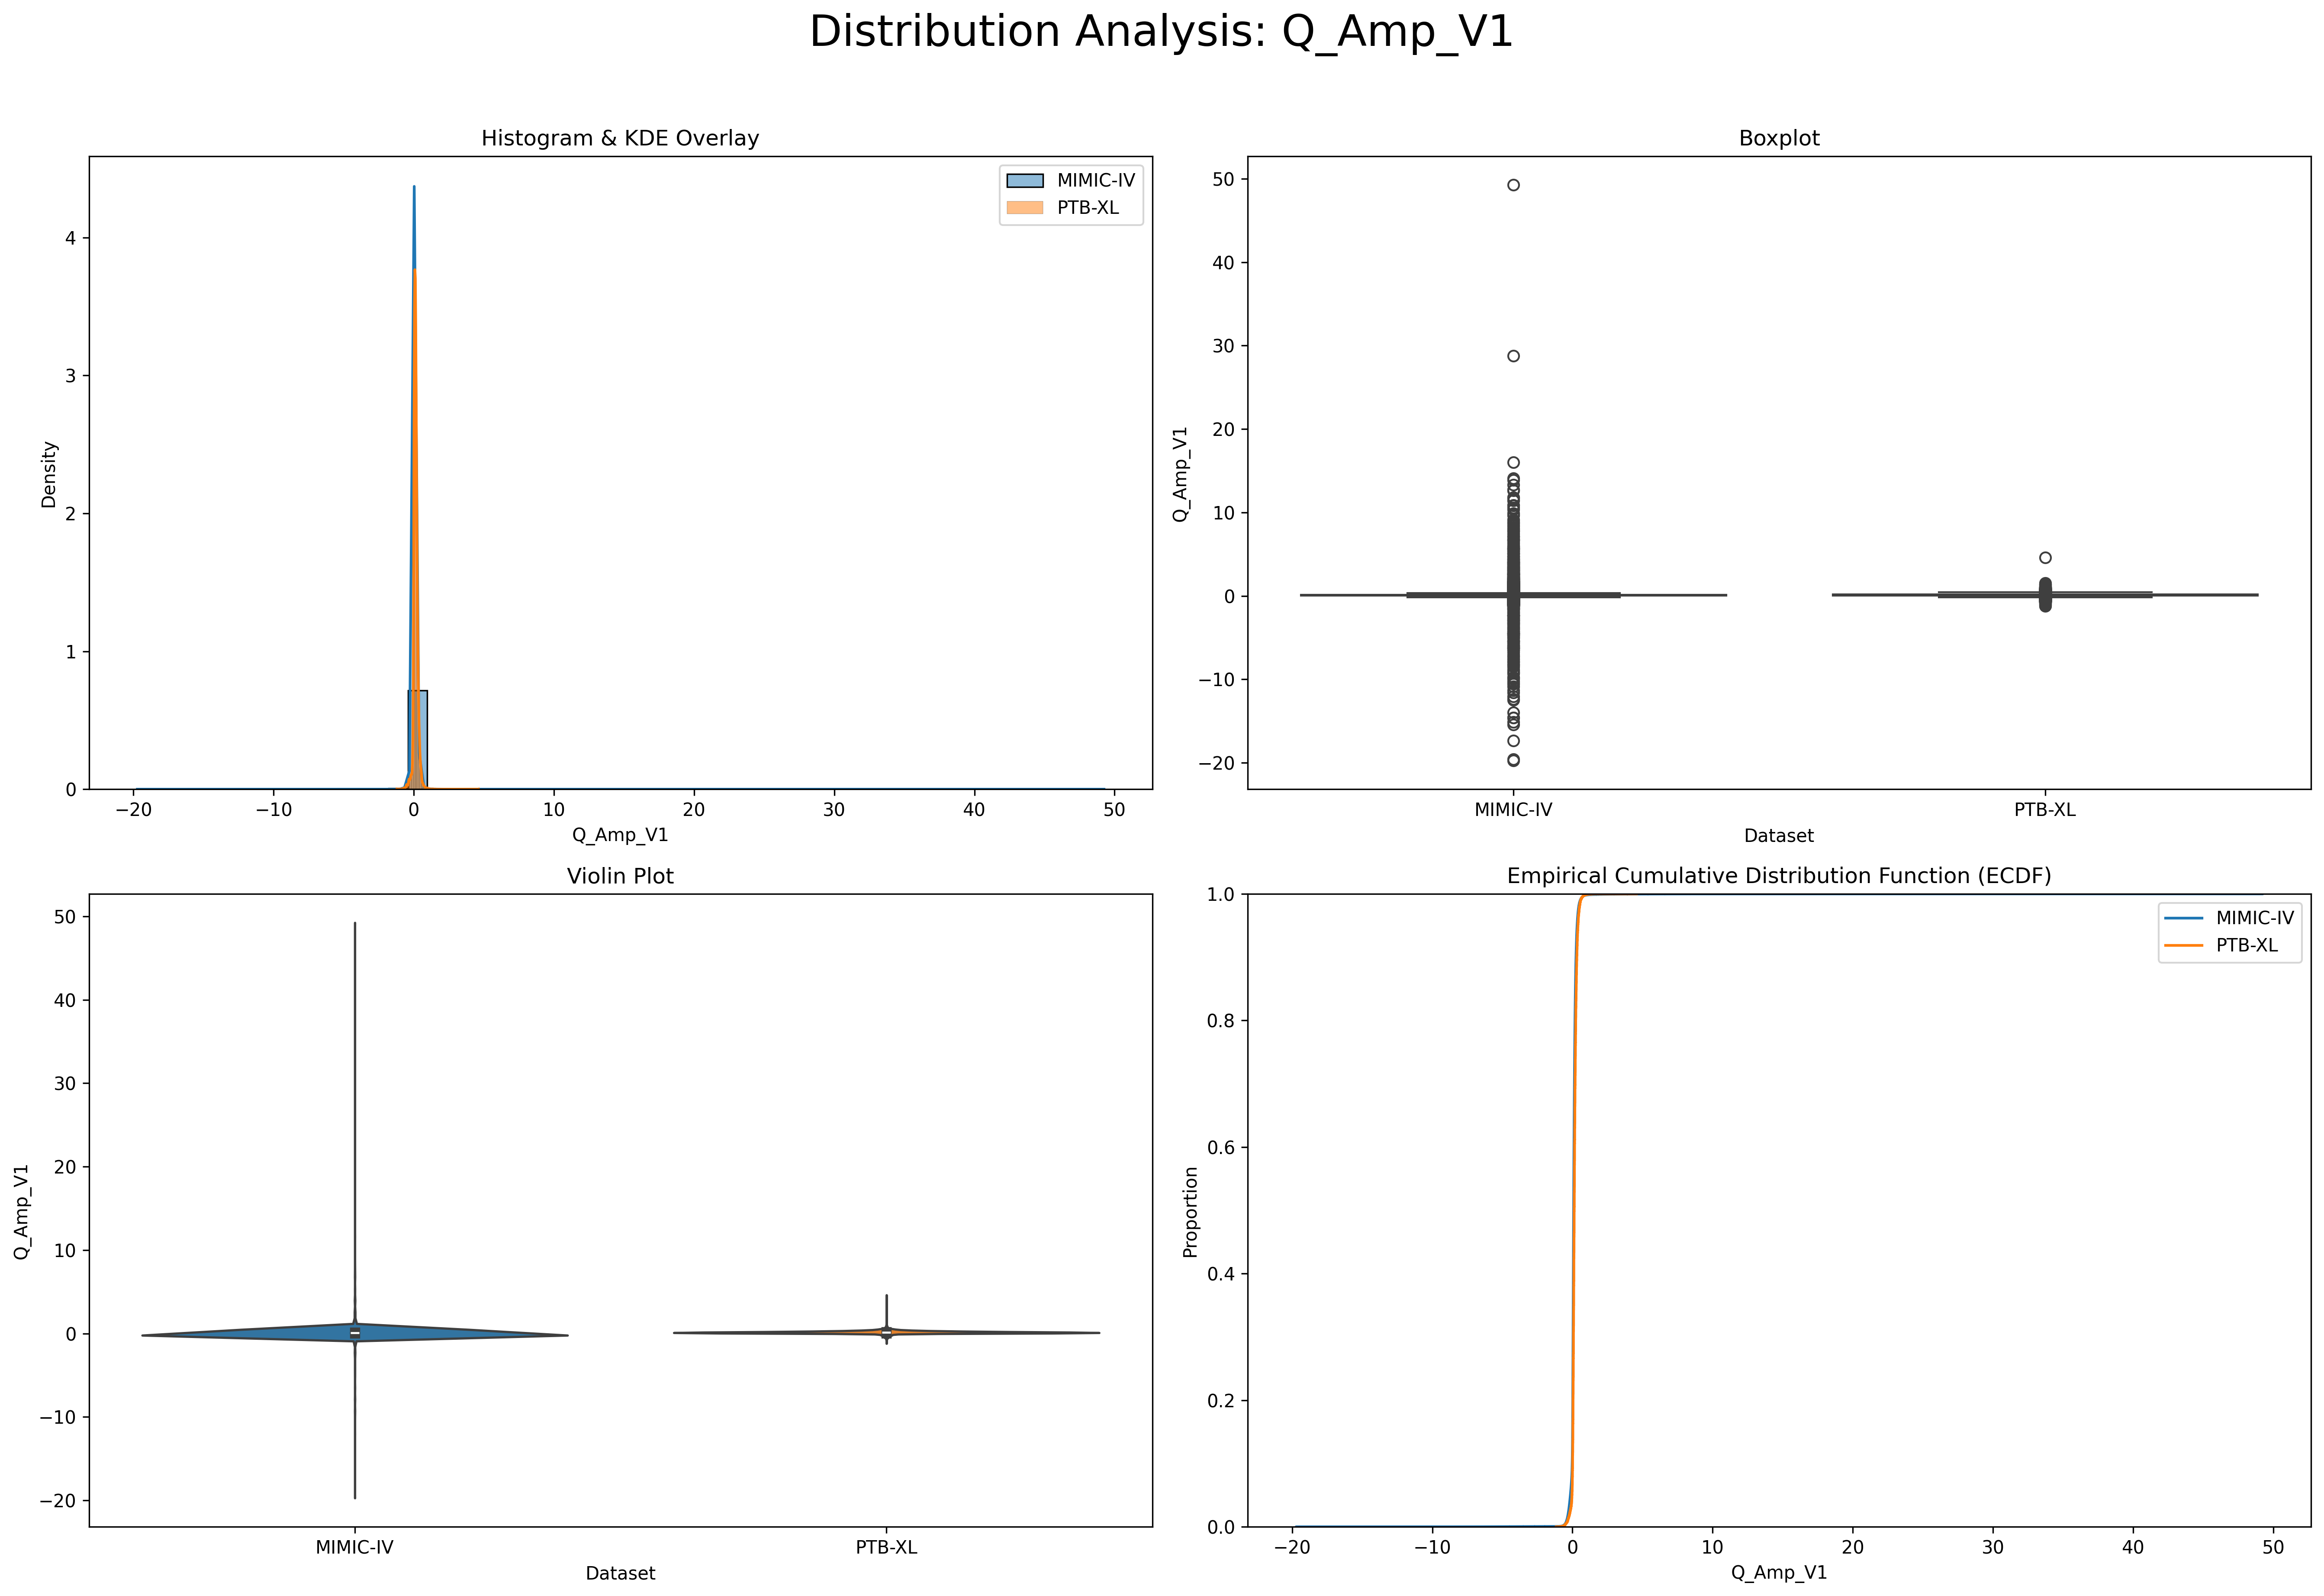 Distribution Analysis: Q_Amp_V1
Histogram & KDE Overlay
Density
4
3
2
1
0
−20 −10 0 10 20 30 40 50
Q_Amp_V1
MIMIC-IV
PTB-XL
Boxplot
Q_Amp_V1
50
40
30
20
10
0
−10
−20
MIMIC-IV PTB-XL
Dataset
Violin Plot
Q_Amp_V1
50
40
30
20
10
0
−10
−20
MIMIC-IV PTB-XL
Dataset
Empirical Cumulative Distribution Function (ECDF)
Proportion
1.0
0.8
0.6
0.4
0.2
0.0
−20 −10 0 10 20 30 40 50
Q_Amp_V1
MIMIC-IV
PTB-XL